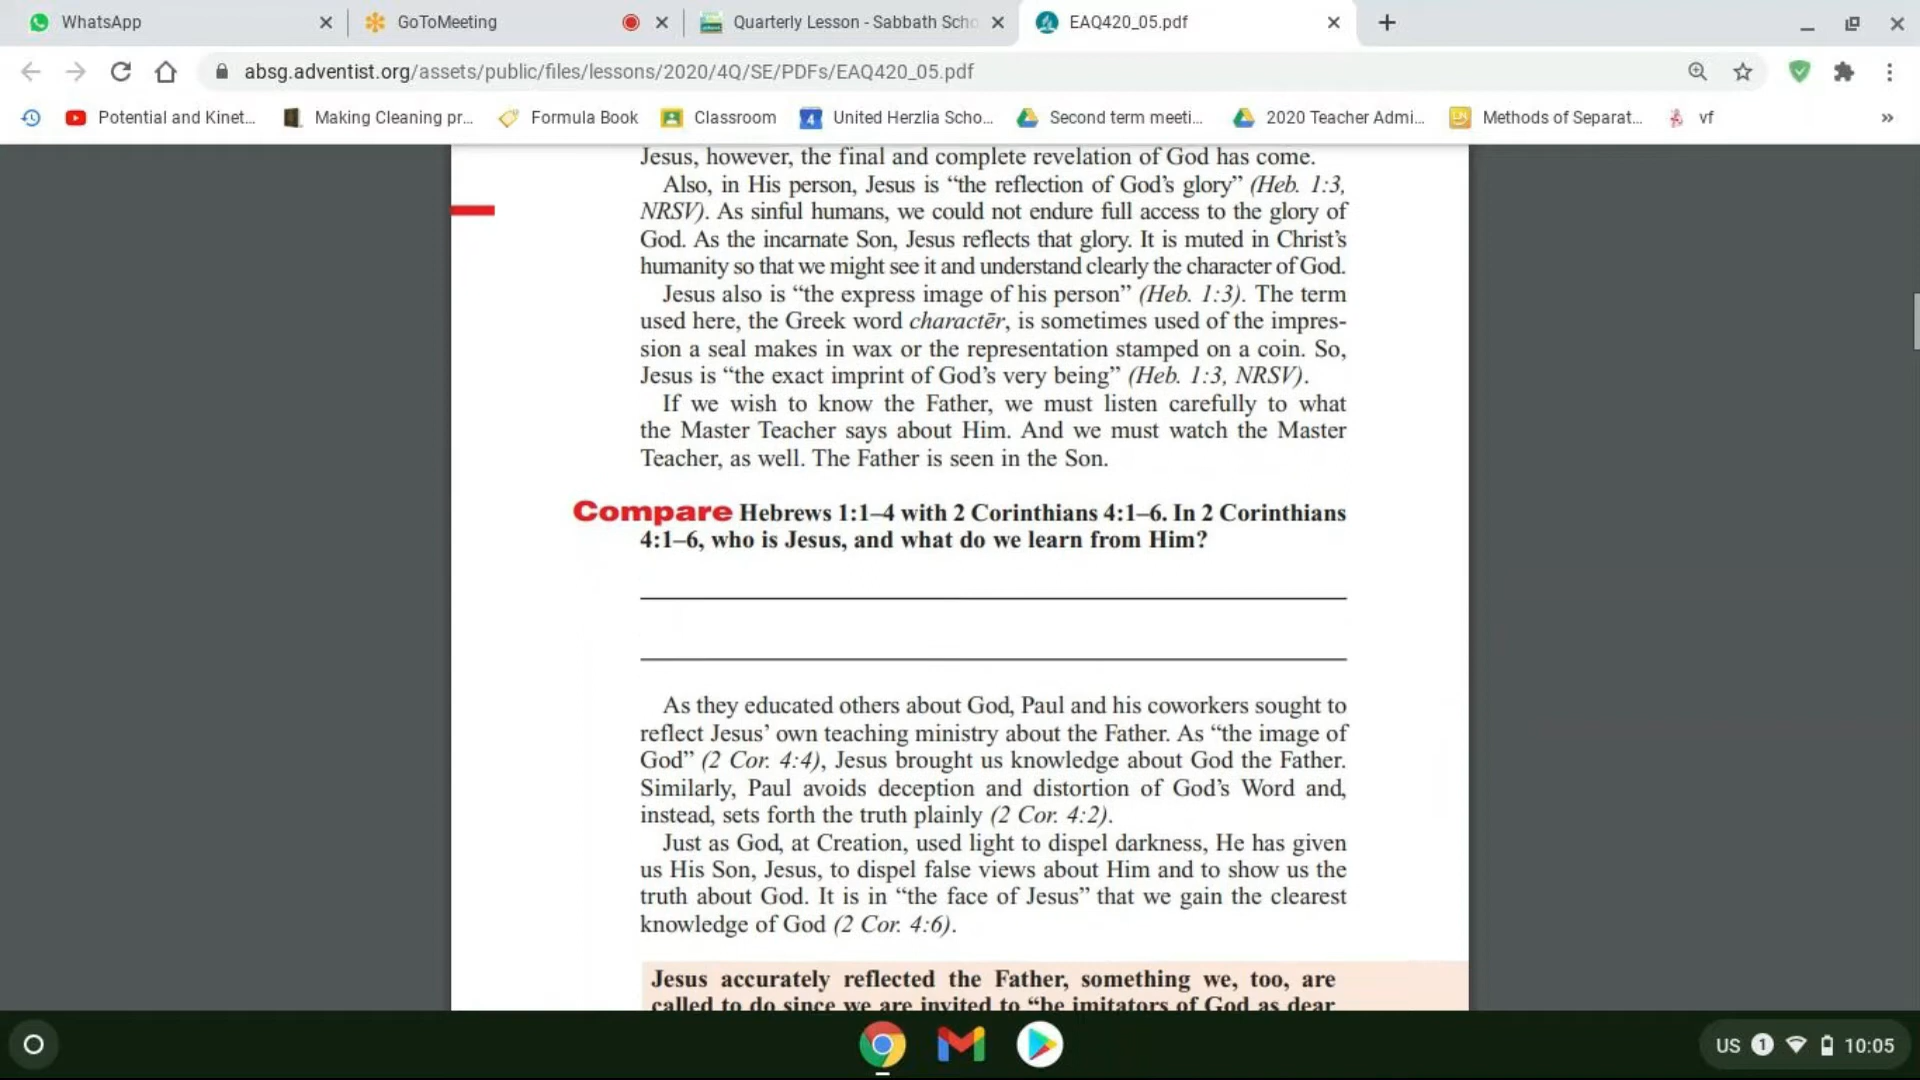 WhatsApp
GoToMeeting
Quarterly Lesson - Sabbath Scho
EAQ420_05.pdf
absg.adventist.org/assets/public/files/lessons/2020/4Q/SE/PDFs/EAQ420_05.pdf
Potential and Kinet...
Making Cleaning pr...
Formula Book
Classroom
4
United Herzlia Scho...
Second term meeti...
2020 Teacher Admi...
Methods of Separat...
vf
Jesus, however, the final and complete revelation of God has come.
Also, in His person, Jesus is “the reflection of God’s glory” (Heb. 1:3,
NRSV). As sinful humans, we could not endure full access to the glory of
God. As the incarnate Son, Jesus reflects that glory. It is muted in Christ’s
humanity so that we might see it and understand clearly the character of God.
Jesus also is “the express image of his person” (Heb. 1:3). The term
used here, the Greek word charactēr, is sometimes used of the impres-
sion a seal makes in wax or the representation stamped on a coin. So,
Jesus is “the exact imprint of God’s very being” (Heb. 1:3, NRSV).
If we wish to know the Father, we must listen carefully to what
the Master Teacher says about Him. And we must watch the Master
Teacher, as well. The Father is seen in the Son.
Compare Hebrews 1:1–4 with 2 Corinthians 4:1–6. In 2 Corinthians
4:1–6, who is Jesus, and what do we learn from Him?
As they educated others about God, Paul and his coworkers sought to
reflect Jesus’ own teaching ministry about the Father. As “the image of
God” (2 Cor. 4:4), Jesus brought us knowledge about God the Father.
Similarly, Paul avoids deception and distortion of God’s Word and,
instead, sets forth the truth plainly (2 Cor. 4:2).
Just as God, at Creation, used light to dispel darkness, He has given
us His Son, Jesus, to dispel false views about Him and to show us the
truth about God. It is in “the face of Jesus” that we gain the clearest
knowledge of God (2 Cor. 4:6).
Jesus accurately reflected the Father, something we, too, are
called to do since we are invited to “be imitators of God as dear
US 1 10:05